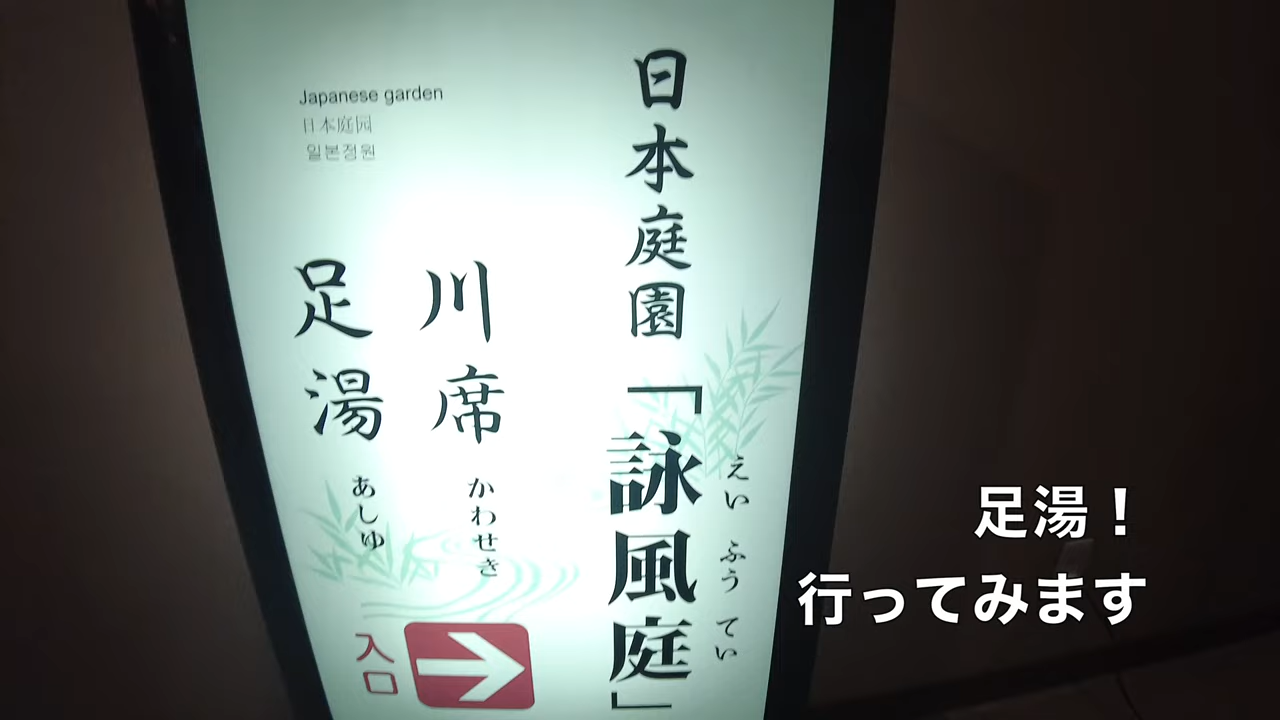 Japanese garden
日本庭园
일본정원
日本庭園「詠風庭」
えい ふう てい
川席
かわせき
足湯
あしゆ
入口
足湯！
行ってみます